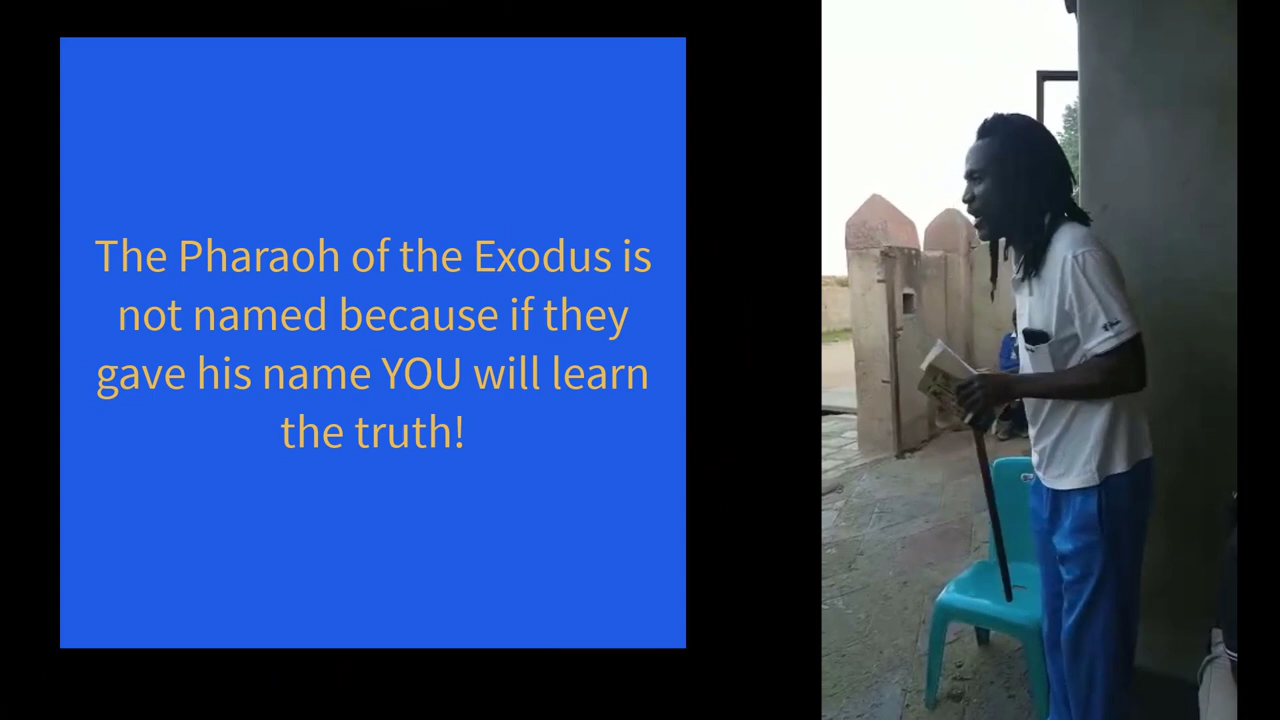 The Pharaoh of the Exodus is
not named because if they
gave his name YOU will learn
the truth!